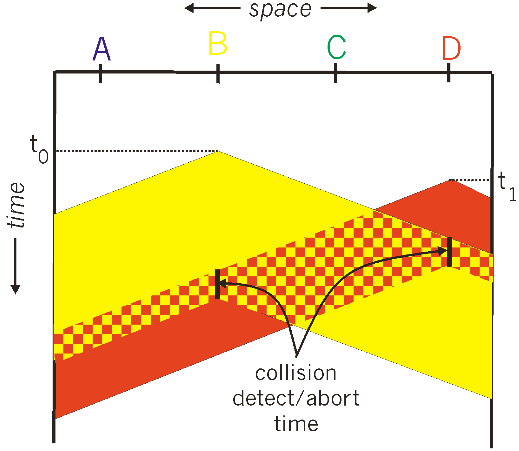 space
A B C D
t0
t1
time
collision
detect/abort
time